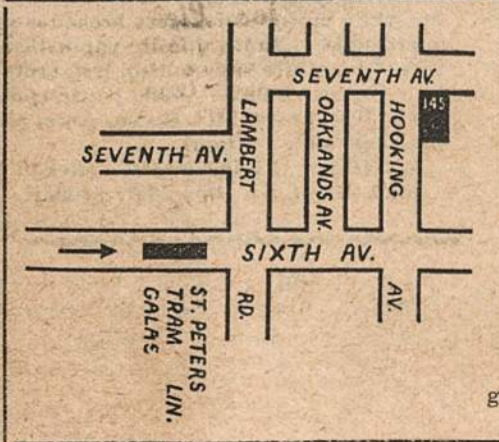 SEVENTH AV.
145
LAMBERT
OAKLANDS AV.
HOOKING
SEVENTH AV.
SIXTH AV.
RD.
AV.
ST. PETERS
TRAM LIN.
GALAS
g